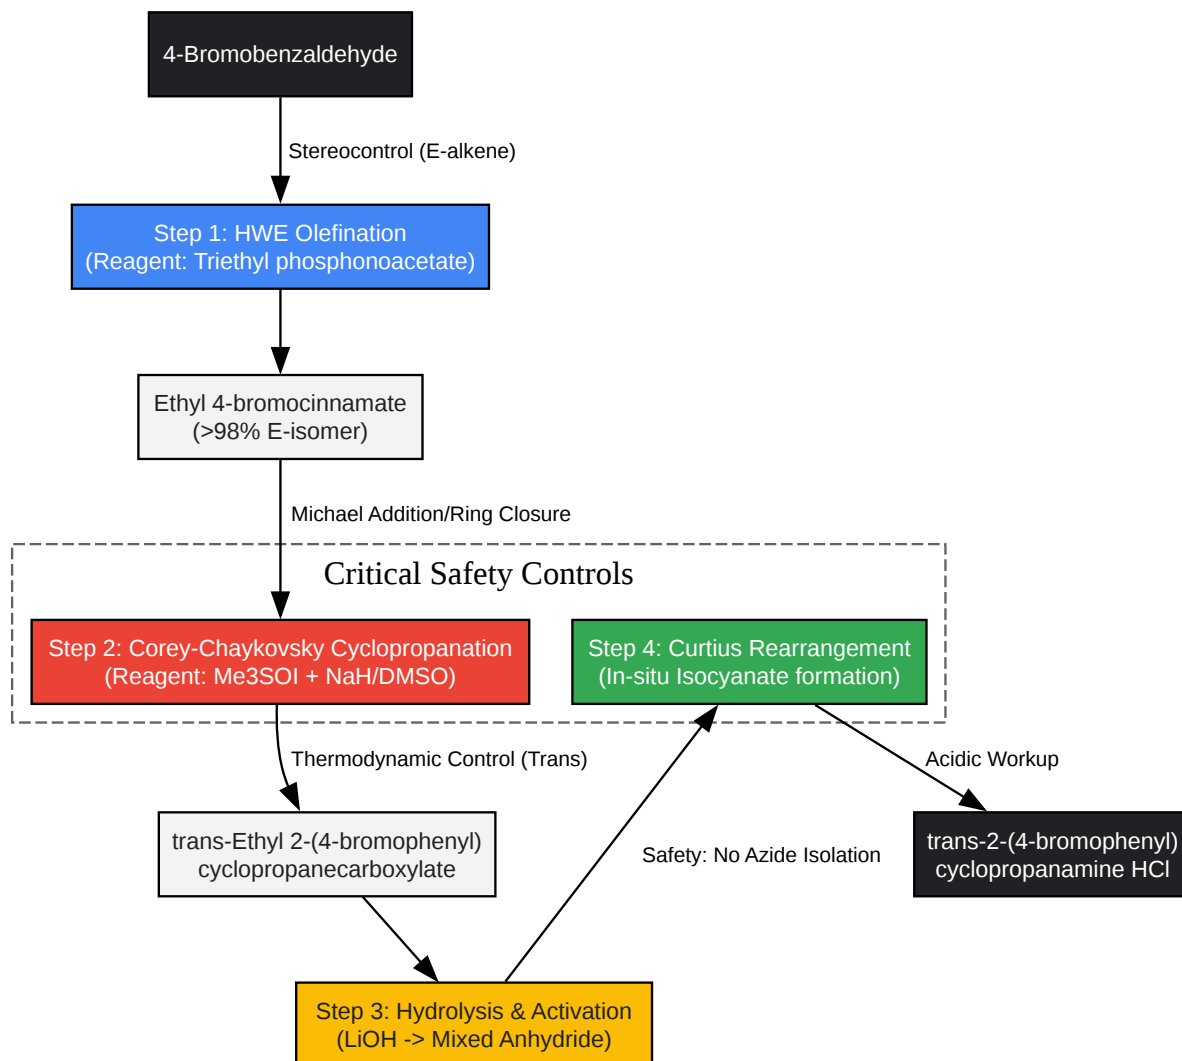 4-Bromobenzaldehyde
Stereocontrol (E-alkene)
Step 1: HWE Olefination
(Reagent: Triethyl phosphonoacetate)
Ethyl 4-bromocinnamate
(>98% E-isomer)
Michael Addition/Ring Closure
Critical Safety Controls
Step 2: Corey-Chaykovsky Cyclopropanation
(Reagent: Me3SOI + NaH/DMSO)
Step 4: Curtius Rearrangement
(In-situ Isocyanate formation)
Thermodynamic Control (Trans)
Acidic Workup
trans-Ethyl 2-(4-bromophenyl)
cyclopropanecarboxylate
Safety: No Azide Isolation
trans-2-(4-bromophenyl)
cyclopropanamine HCl
Step 3: Hydrolysis & Activation
(LiOH -> Mixed Anhydride)